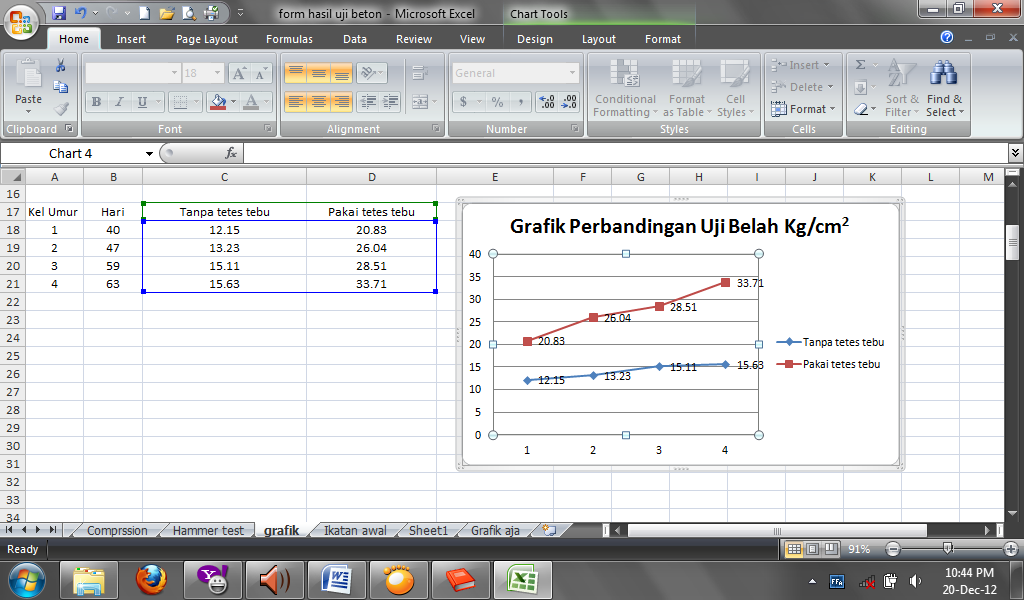 form hasil uji beton - Microsoft Excel
Chart Tools
Home Insert Page Layout Formulas Data Review View Design Layout Format
Paste
18
A A
B I U
A
General
$ % ,
.00 .00
Conditional Formatting
Format as Table
Cell Styles
Insert
Delete
Format
Σ
Sort & Filter
Find & Select
Clipboard Font Alignment Number Styles Cells Editing
Chart 4 fx
A B C D E F G H I J K L M
16
17 Kel Umur Hari Tanpa tetes tebu Pakai tetes tebu
18 1 40 12.15 20.83
19 2 47 13.23 26.04
20 3 59 15.11 28.51
21 4 63 15.63 33.71
22
23
24
25
26
27
28
29
30
31
32
33
34
Grafik Perbandingan Uji Belah Kg/cm²
40
35
30
25
20
15
10
5
0
20.83 26.04 28.51 33.71
12.15 13.23 15.11 15.63
1 2 3 4
Tanpa tetes tebu
Pakai tetes tebu
Comprssion Hammer test grafik Ikatan awal Sheet1 Grafik aja
Ready 91%
FFA
10:44 PM
20-Dec-12